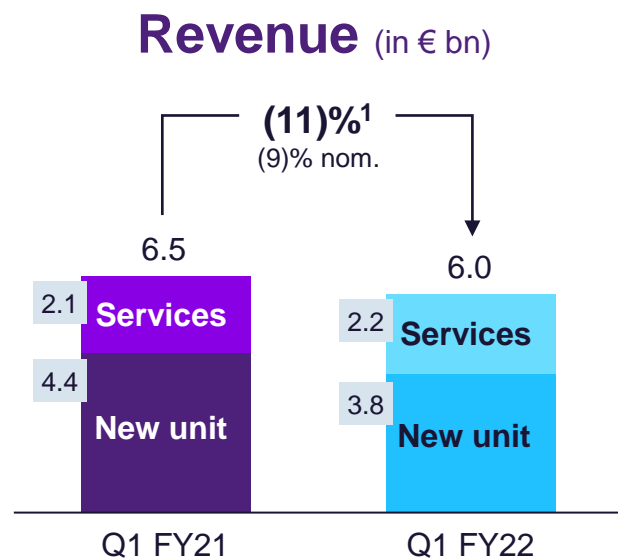 Revenue (in € bn)
(11)%¹
(9)% nom.
6.5
6.0
2.1
Services
2.2
Services
4.4
New unit
3.8
New unit
Q1 FY21
Q1 FY22